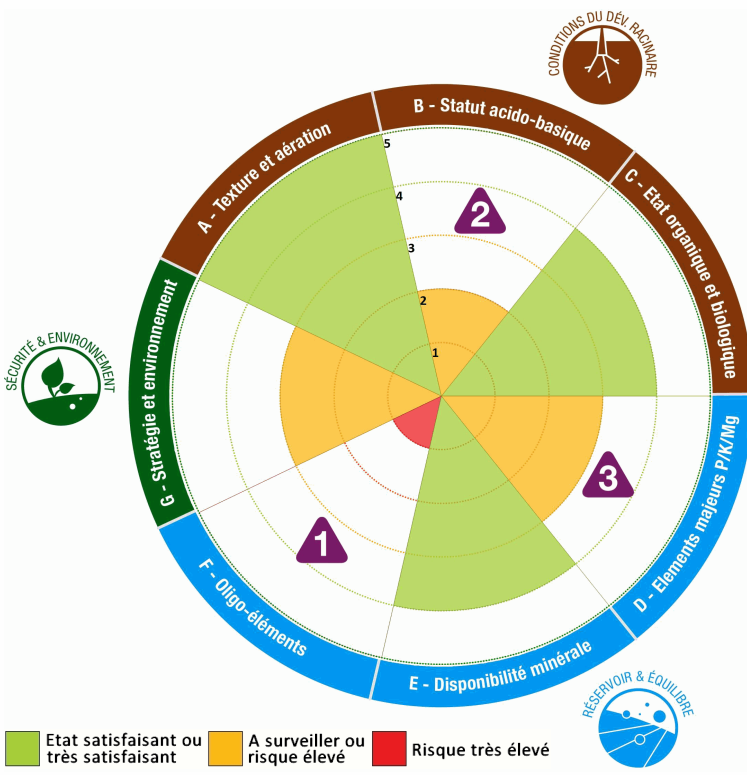 CONDITIONS DU DÉV. RACINAIRE
B - Statut acido-basique
A - Texture et aération
C - Etat organique et biologique
5
4
3
2
1
2
SÉCURITÉ & ENVIRONNEMENT
G - Stratégie et environnement
D - Elements majeurs P/K/Mg
3
1
F - Oligo-éléments
E - Disponibilité minérale
RÉSERVOIR & ÉQUILIBRE
Etat satisfaisant ou
très satisfaisant
A surveiller ou
risque élevé
Risque très élevé